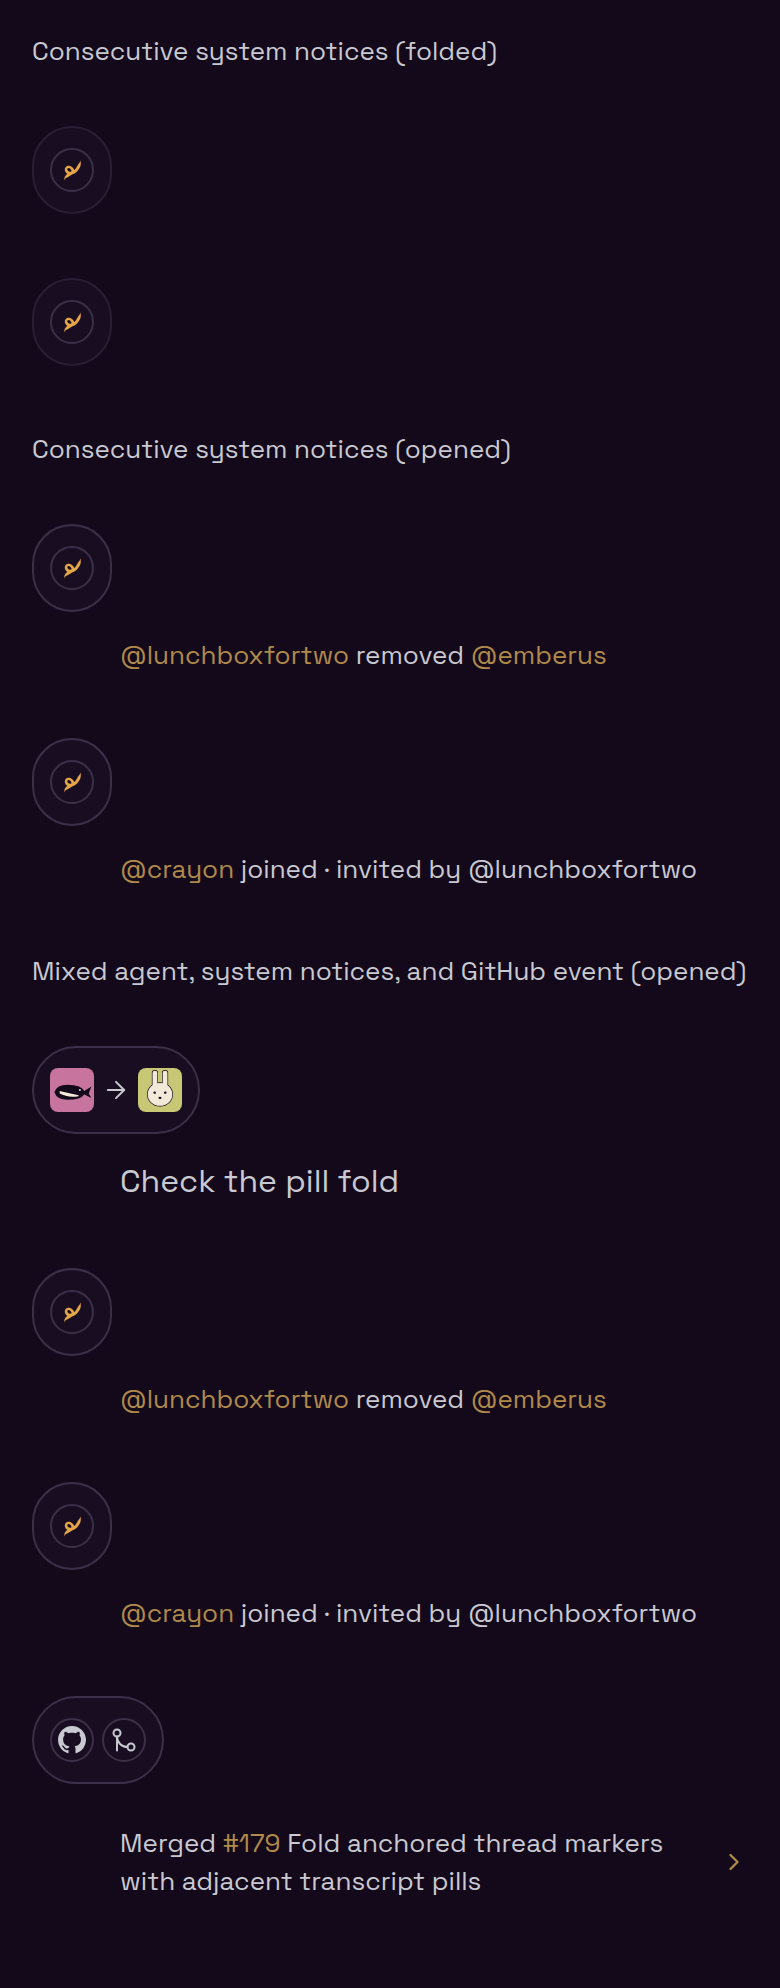 Consecutive system notices (folded)
Consecutive system notices (opened)
@lunchboxfortwo removed @emberus
@crayon joined · invited by @lunchboxfortwo
Mixed agent, system notices, and GitHub event (opened)
Check the pill fold
@lunchboxfortwo removed @emberus
@crayon joined · invited by @lunchboxfortwo
Merged #179 Fold anchored thread markers
with adjacent transcript pills